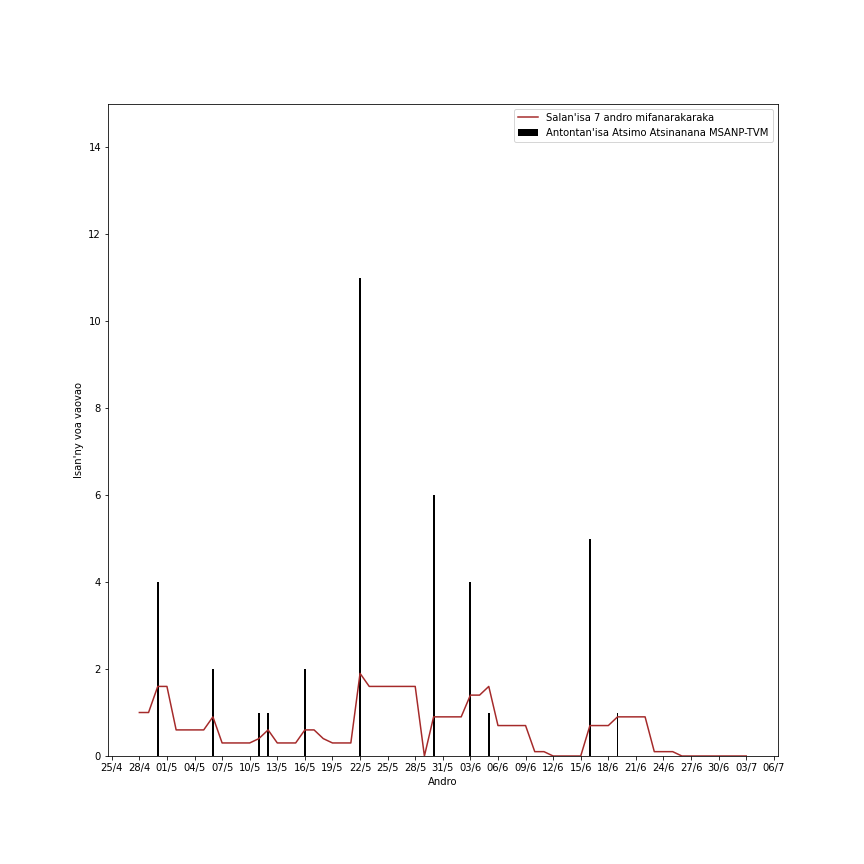 Salan'isa 7 andro mifanarakaraka
Antontan'isa Atsimo Atsinanana MSANP-TVM
14
12
10
8
6
4
2
0
Isan'ny voa vaovao
25/4 28/4 01/5 04/5 07/5 10/5 13/5 16/5 19/5 22/5 25/5 28/5 31/5 03/6 06/6 09/6 12/6 15/6 18/6 21/6 24/6 27/6 30/6 03/7 06/7
Andro